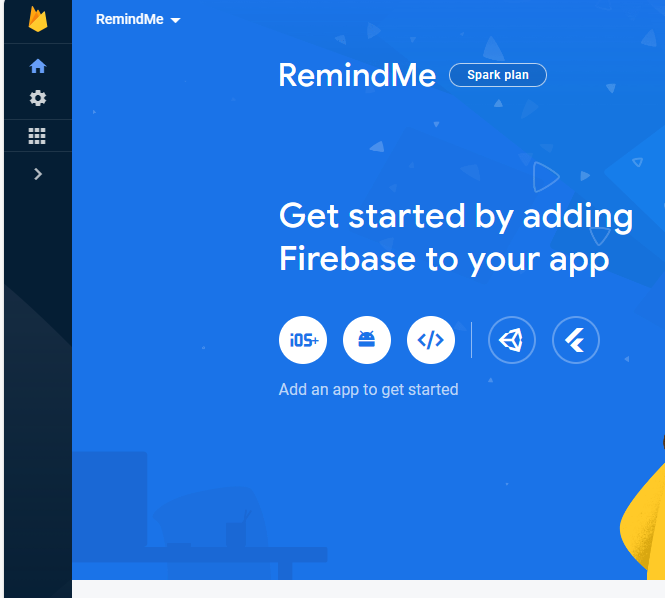 RemindMe
RemindMe
Spark plan
Get started by adding
Firebase to your app
iOS+
Add an app to get started